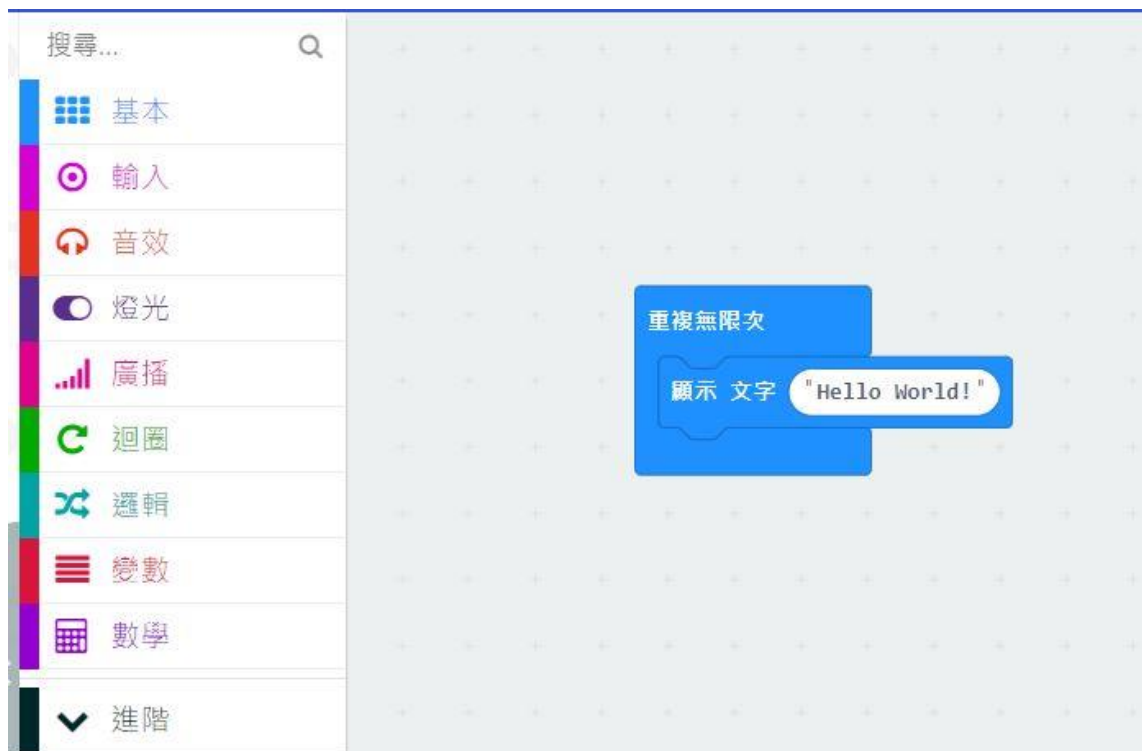 搜尋...
基本
輸入
音效
燈光
廣播
迴圈
邏輯
變數
數學
進階
重複無限次
顯示 文字 "Hello World!"